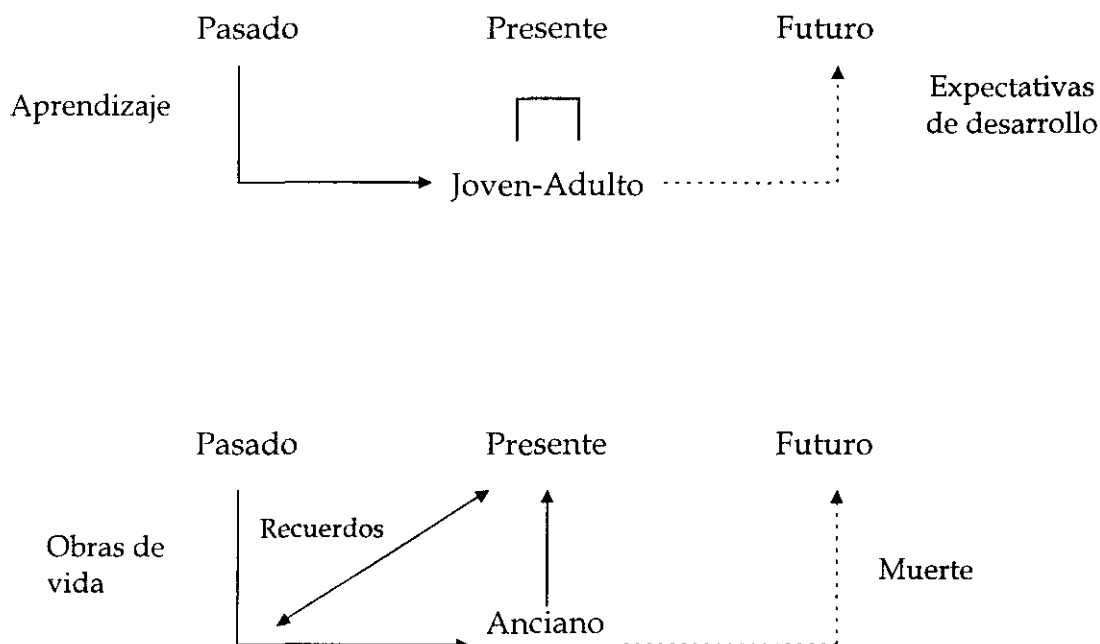 Pasado Presente Futuro
Aprendizaje
Expectativas
de desarrollo
Joven-Adulto
Pasado Presente Futuro
Recuerdos
Obras de
vida
Muerte
Anciano